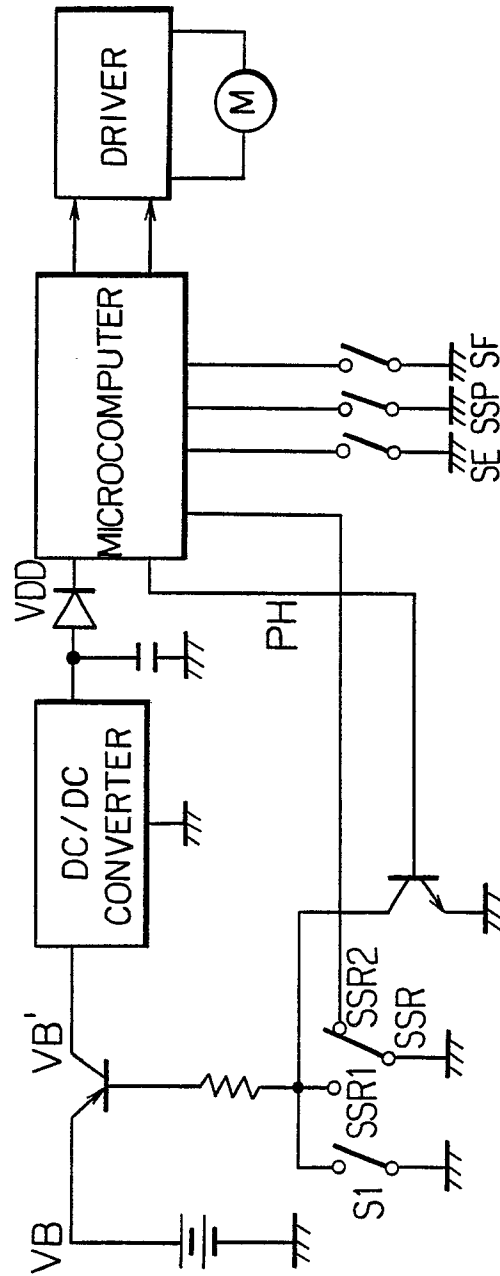 VB
VB'
DC/DC
CONVERTER
VDD
MICROCOMPUTER
DRIVER
M
PH
S1
SSR1
SSR2
SSR
SE
SSP
SF